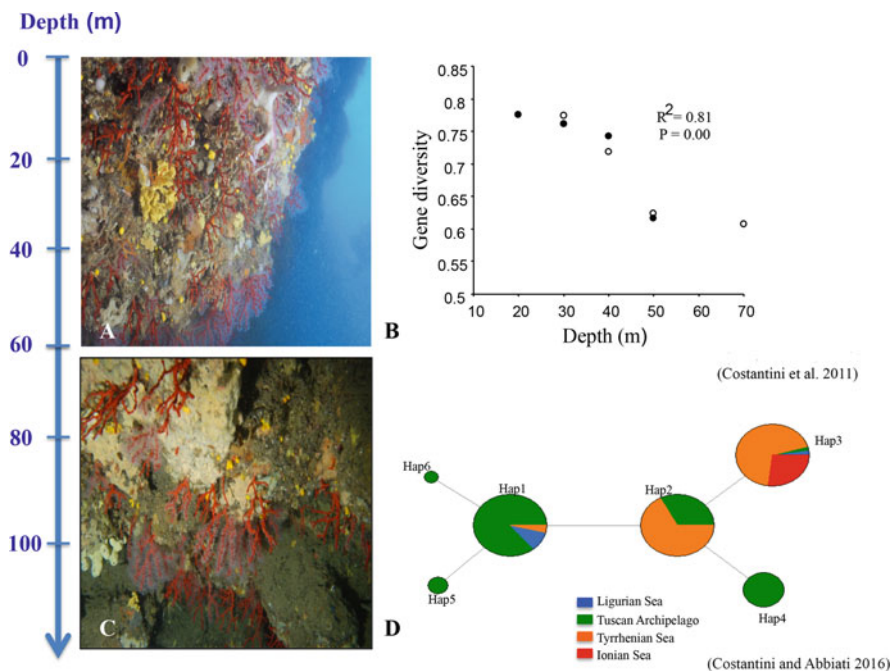 Depth (m)
0
20
40
60
80
100
A
B
0.85
0.8
0.75
0.7
0.65
0.6
0.55
0.5
Gene diversity
R2 = 0.81
P = 0.00
10 20 30 40 50 60 70
Depth (m)
(Costantini et al. 2011)
C
D
Hap6
Hap1
Hap2
Hap3
Hap5
Hap4
Ligurian Sea
Tuscan Archipelago
Tyrrhenian Sea
Ionian Sea
(Costantini and Abbiati 2016)